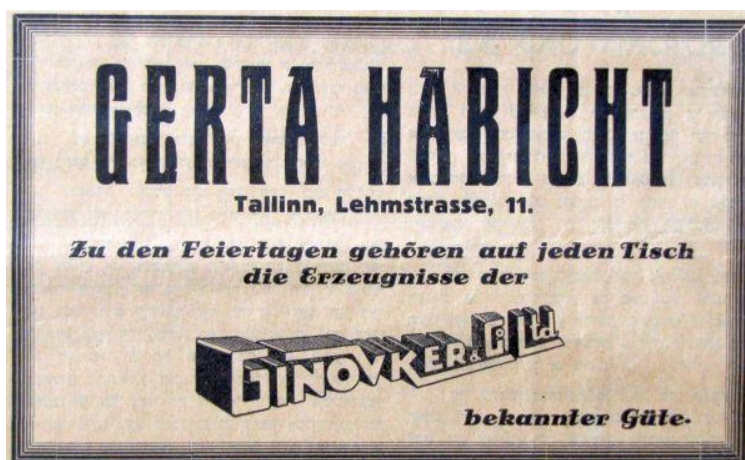 GERTA HABICHT
Tallinn, Lehmstrasse, 11.
Zu den Feiertagen gehõren auf jeden Tisch
die Erzeugnisse der
GINOVKER & Co Ltd.
bekannter Güte.